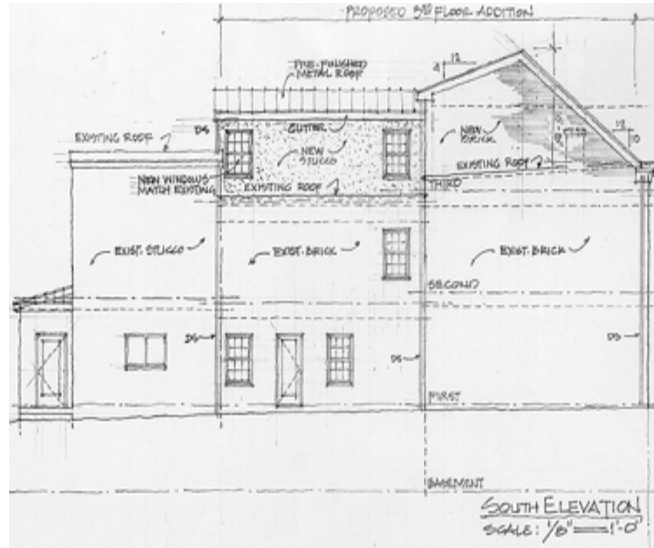 PROPOSED 3RD FLOOR ADDITION
PRE-FINISHED
METAL ROOF
12
4
EXISTING ROOF
DS
GUTTER
NEW
STUCCO
NEW
BRICK
12
10
EXISTING ROOF
NEW WINDOWS
MATCH EXISTING
EXISTING ROOF
THIRD
EXIST. STUCCO
EXIST. BRICK
EXIST. BRICK
SECOND
DS
DS
DS
FIRST
BASEMENT
SOUTH ELEVATION
SCALE: 1/8" = 1'-0"